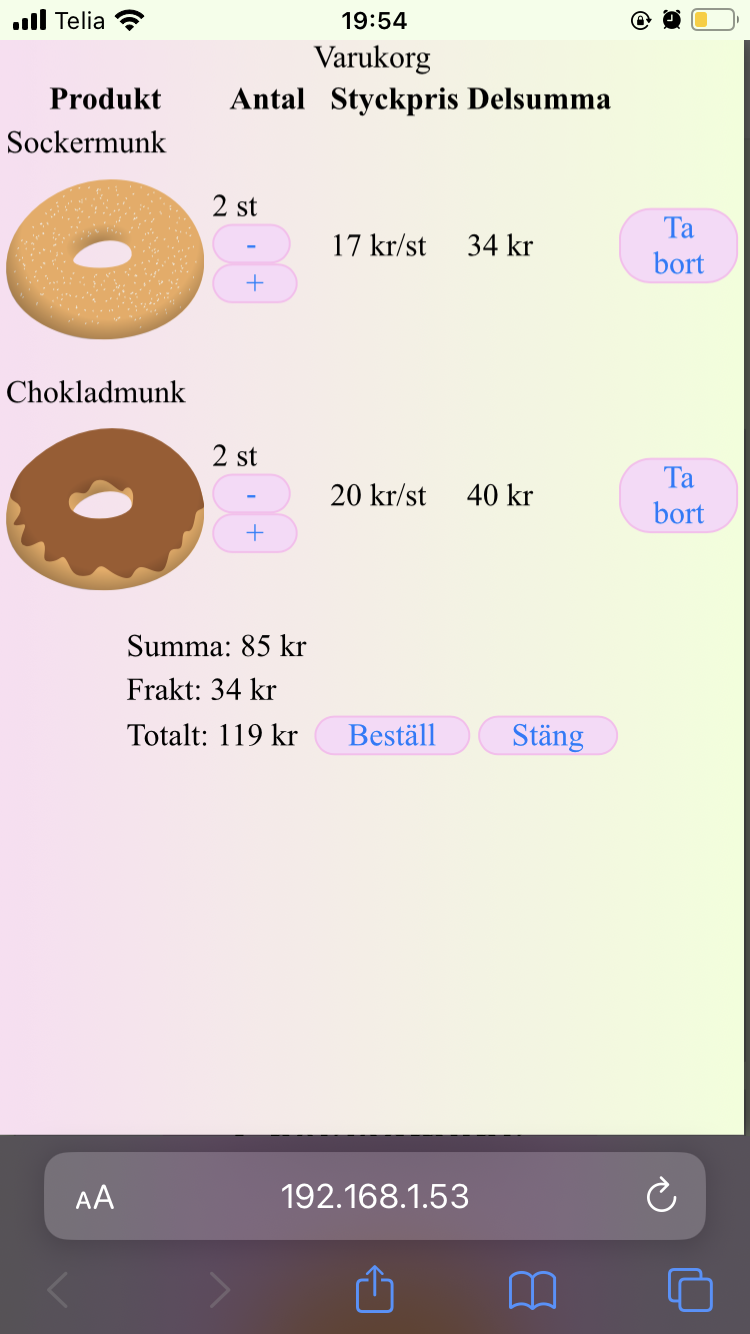 Telia 19:54
Varukorg
Produkt Antal Styckpris Delsumma
Sockermunk
2 st
-
+
17 kr/st 34 kr
Ta
bort
Chokladmunk
2 st
-
+
20 kr/st 40 kr
Ta
bort
Summa: 85 kr
Frakt: 34 kr
Totalt: 119 kr Beställ Stäng
AA 192.168.1.53